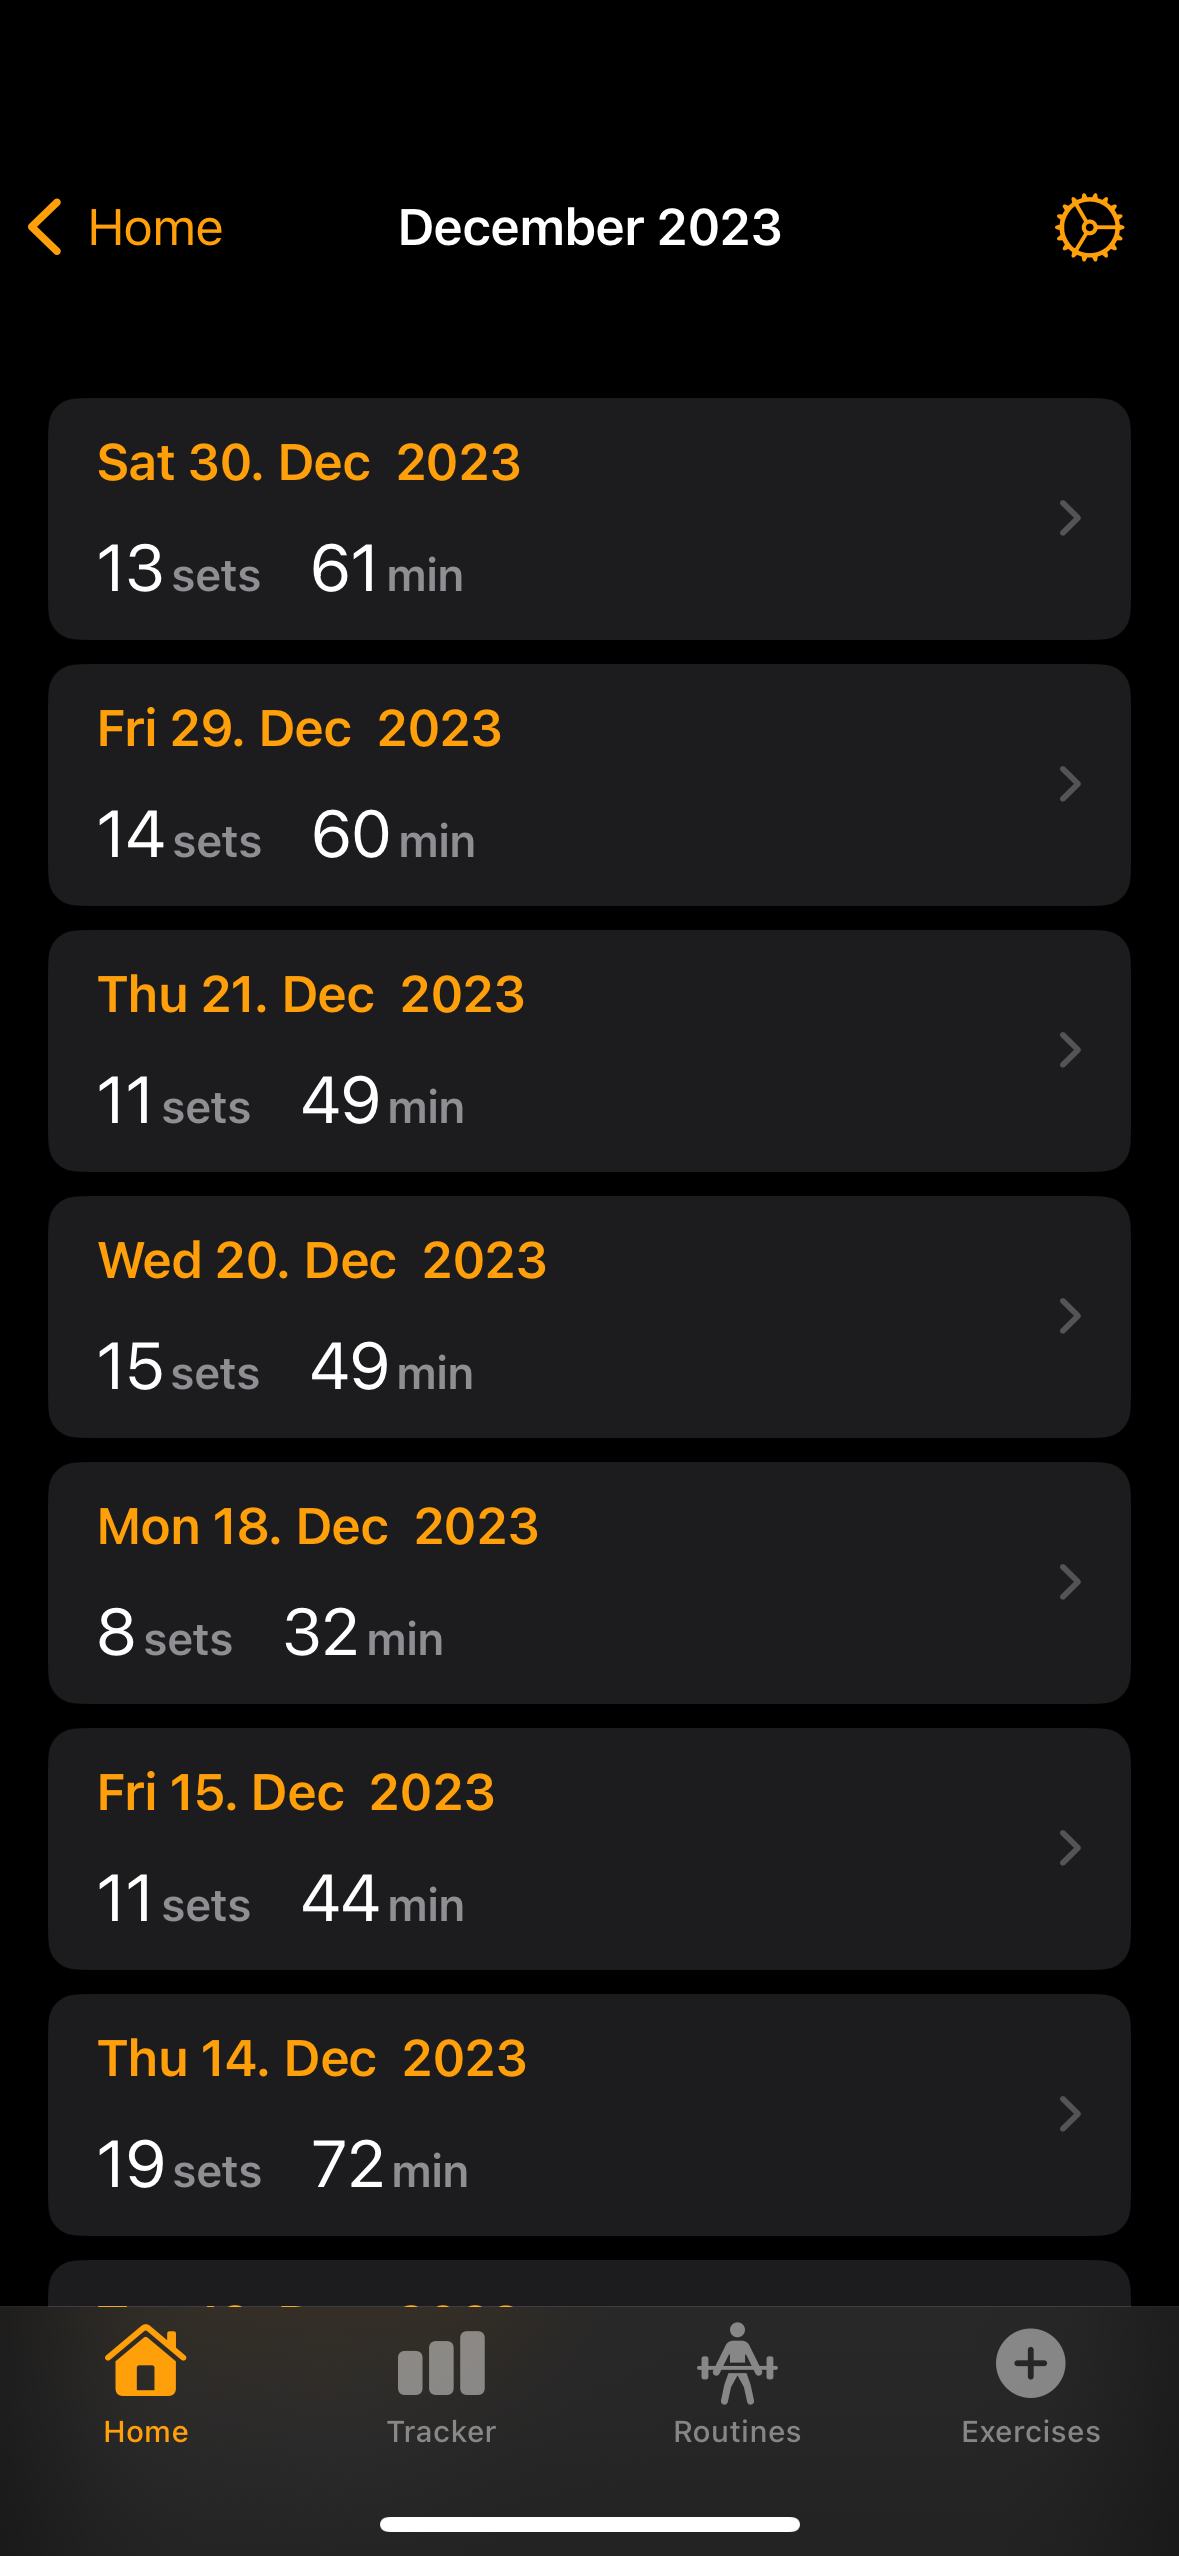 Home
December 2023
Sat 30. Dec 2023
13 sets 61 min
Fri 29. Dec 2023
14 sets 60 min
Thu 21. Dec 2023
11 sets 49 min
Wed 20. Dec 2023
15 sets 49 min
Mon 18. Dec 2023
8 sets 32 min
Fri 15. Dec 2023
11 sets 44 min
Thu 14. Dec 2023
19 sets 72 min
Home
Tracker
Routines
Exercises